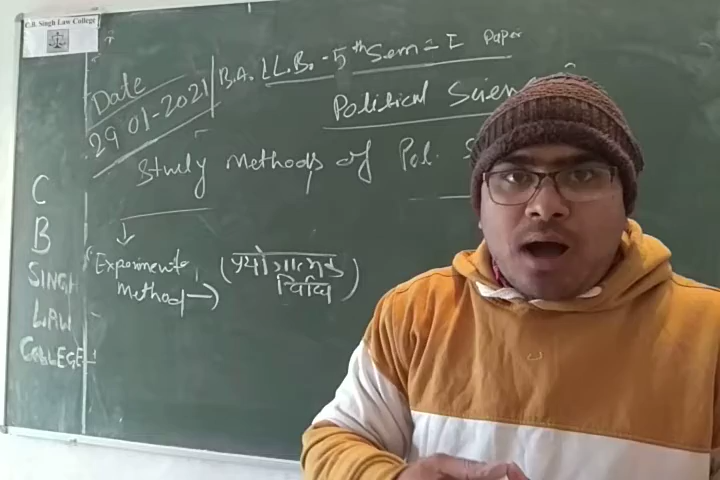 C.B. Singh Law College
Date
29-01-2021
B.A. LL.B. - 5th Sem - I Paper
Political Scien
Study Methods of Pol. S
Experimente
Method → (प्रयोगात्मक
विधि)
C
B
SINGH
LAW
COLLEGE